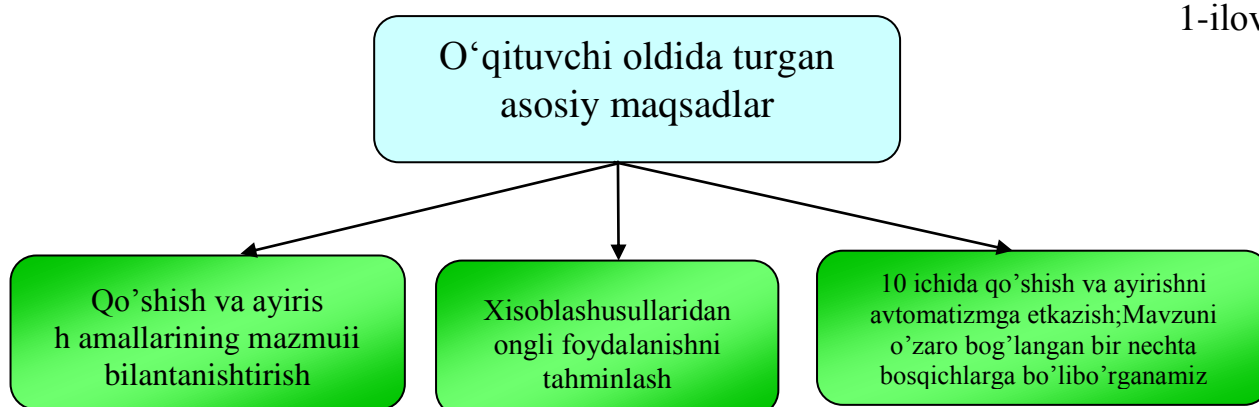 1-ilov
O‘qituvchi oldida turgan
asosiy maqsadlar
Qo’shish va ayiris
h amallarining mazmuii
bilantanishtirish
Xisoblashusullaridan
ongli foydalanishni
tahminlash
10 ichida qo’shish va ayirishni
avtomatizmga etkazish;Mavzuni
o’zaro bog’langan bir nechta
bosqichlarga bo’libo’rganamiz